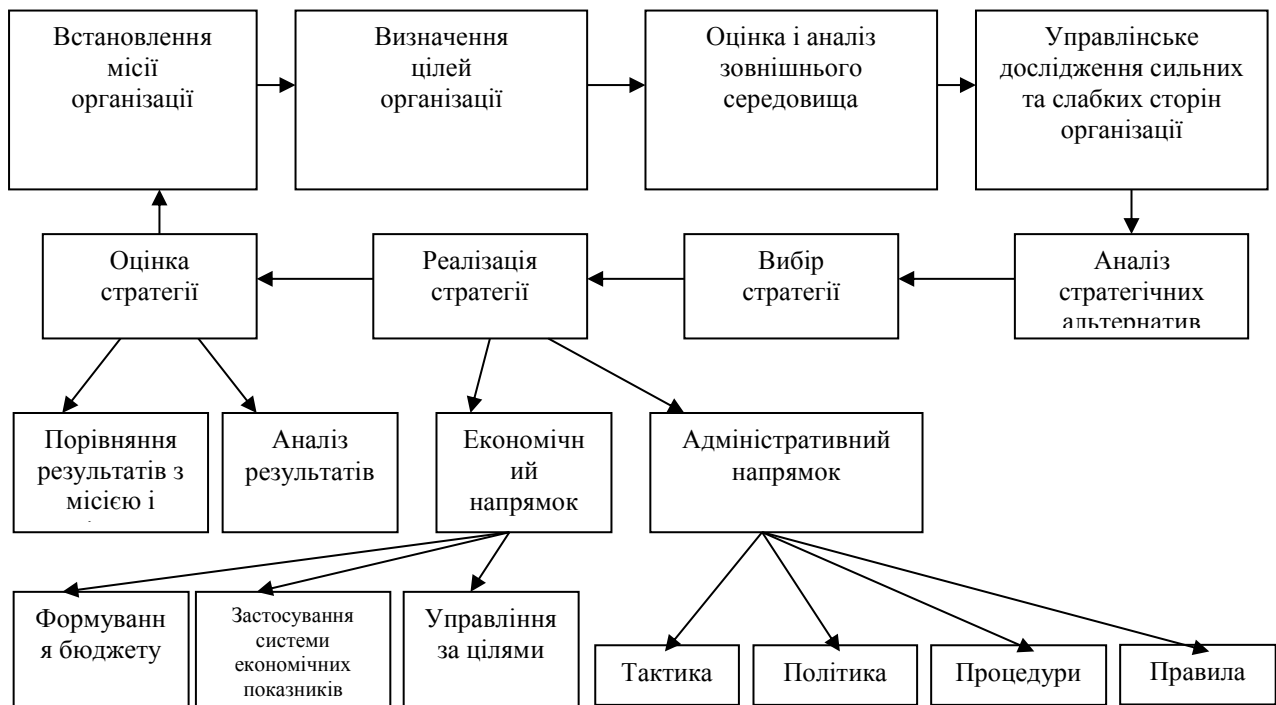 Встановлення
місії
організації
Визначення
цілей
організації
Оцінка і аналіз
зовнішнього
середовища
Управлінське
дослідження сильних
та слабких сторін
організації
Оцінка
стратегії
Реалізація
стратегії
Вибір
стратегії
Аналіз
стратегічних
альтернатив
Порівняння
результатів з
місією і
Аналіз
результатів
Економічн
ий
напрямок
Адміністративний
напрямок
Формуванн
я бюджету
Застосування
системи
економічних
показників
Управління
за цілями
Тактика
Політика
Процедури
Правила